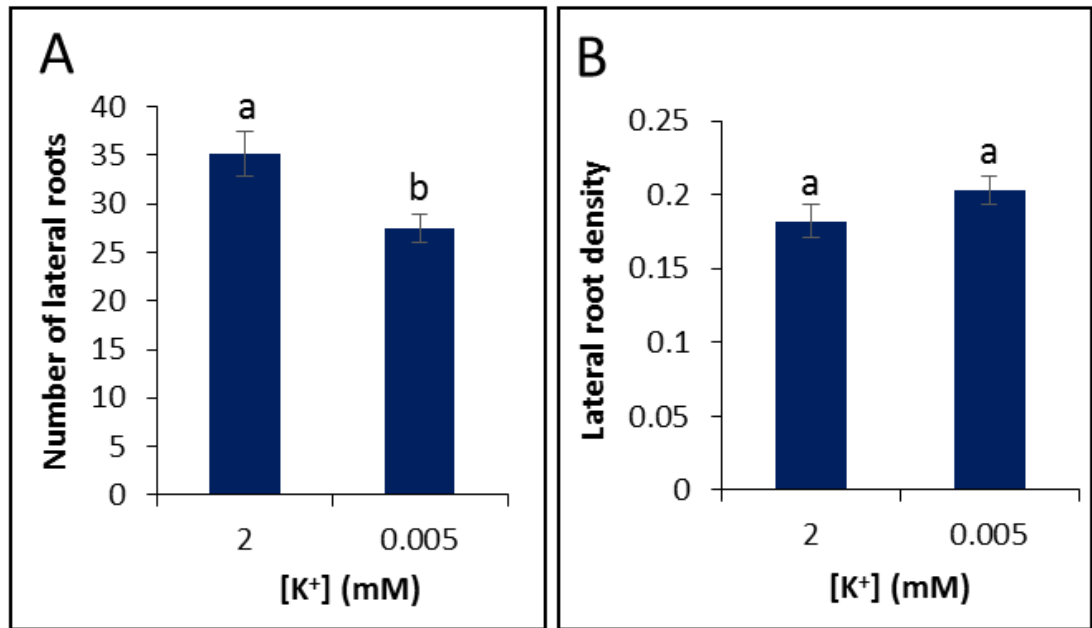 A
Number of lateral roots
40
35
30
25
20
15
10
5
0
a
b
2 0.005
[K⁺] (mM)
B
Lateral root density
0.25
0.2
0.15
0.1
0.05
0
a
a
2 0.005
[K⁺] (mM)